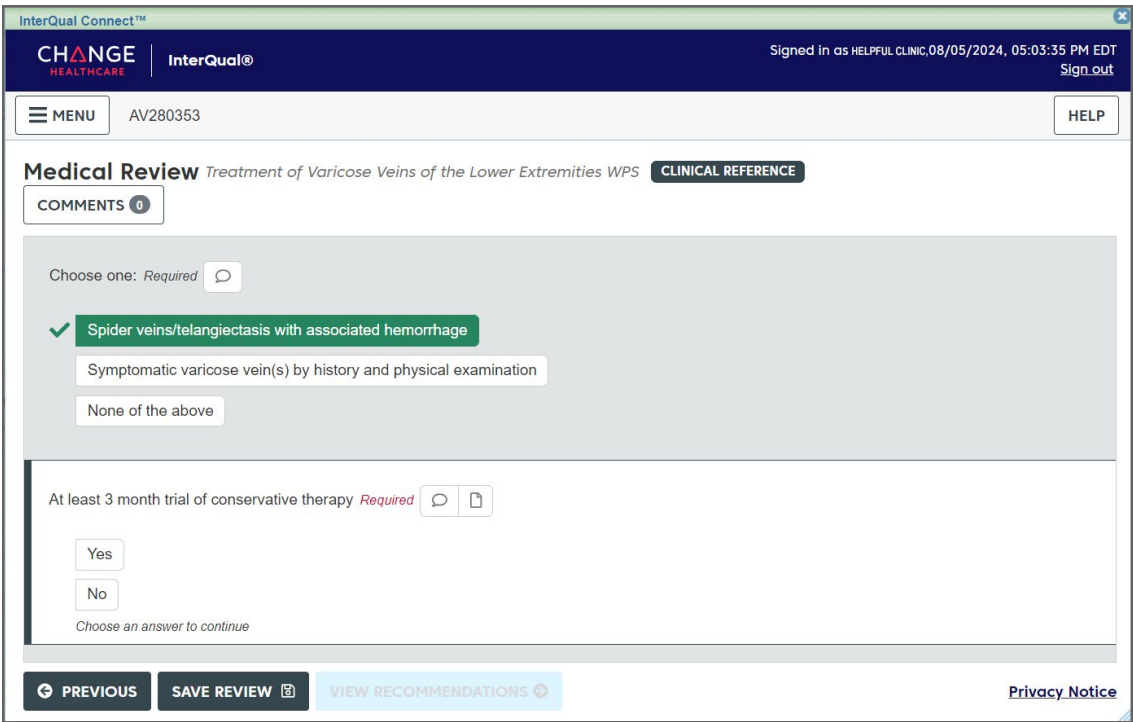 InterQual Connect™
CHANGE
HEALTHCARE
InterQual®
Signed in as HELPFUL CLINIC,08/05/2024, 05:03:35 PM EDT
Sign out
MENU
AV280353
HELP
Medical Review Treatment of Varicose Veins of the Lower Extremities WPS CLINICAL REFERENCE
COMMENTS 0
Choose one: Required
Spider veins/telangiectasis with associated hemorrhage
Symptomatic varicose vein(s) by history and physical examination
None of the above
At least 3 month trial of conservative therapy Required
Yes
No
Choose an answer to continue
PREVIOUS
SAVE REVIEW
VIEW RECOMMENDATIONS
Privacy Notice